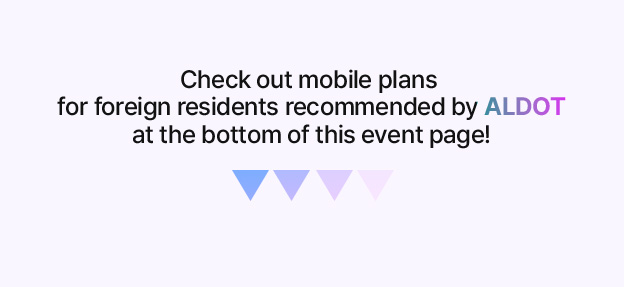 Check out mobile plans
for foreign residents recommended by ALDOT
at the bottom of this event page!